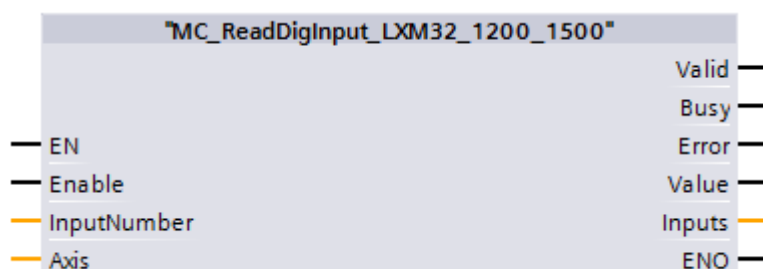 "MC_ReadDigInput_LXM32_1200_1500"
Valid
Busy
EN Error
Enable Value
InputNumber Inputs
Axis ENO